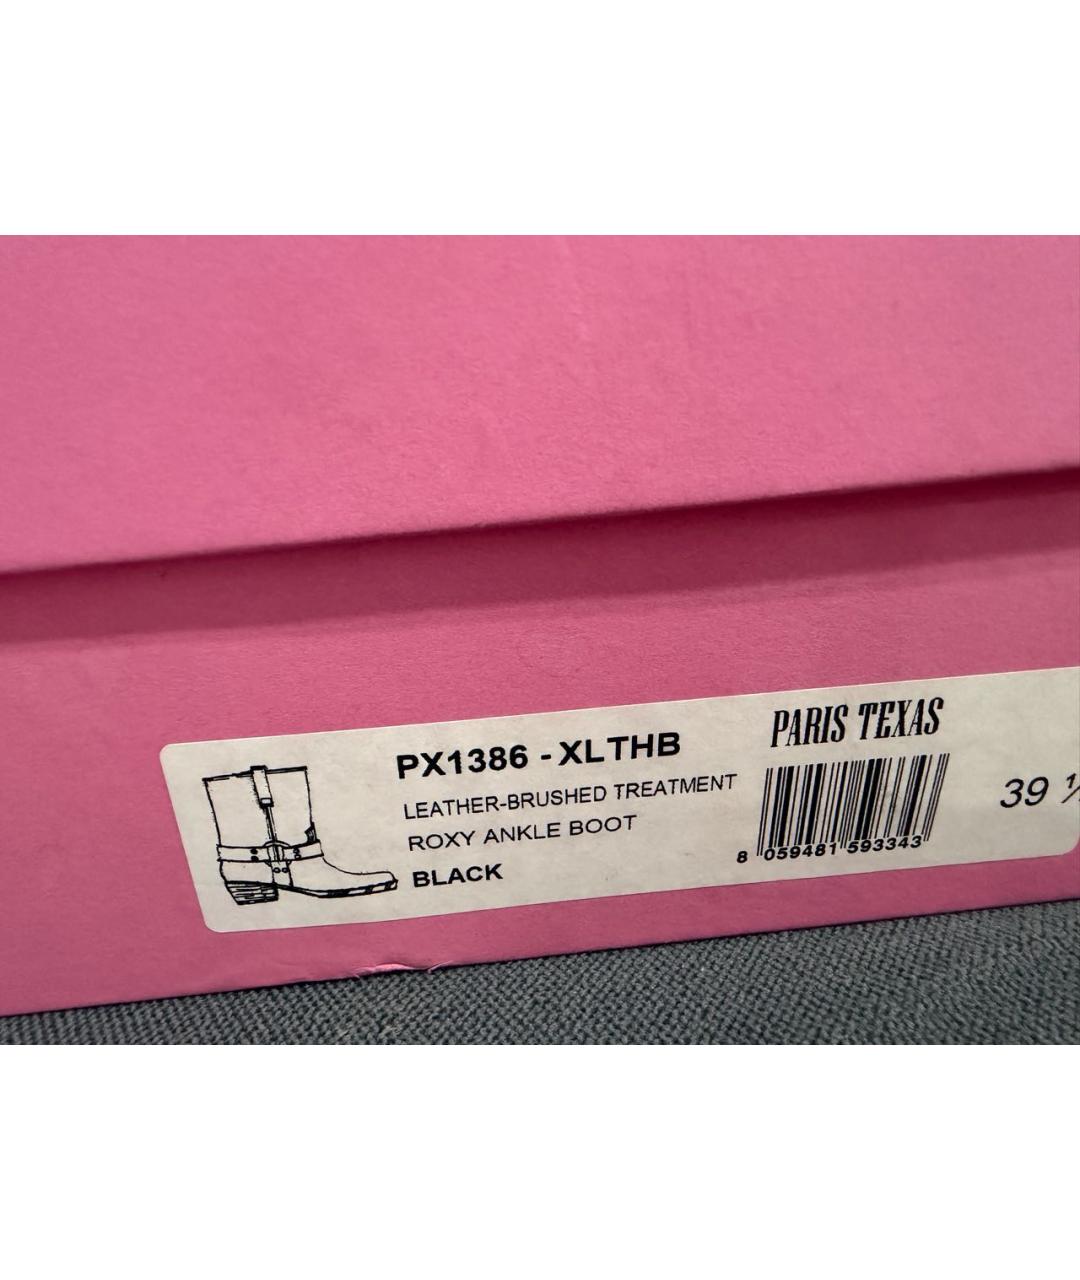 PX1386 - XLTHB
LEATHER-BRUSHED TREATMENT
ROXY ANKLE BOOT
BLACK
PARIS TEXAS
8 059481 593343
39